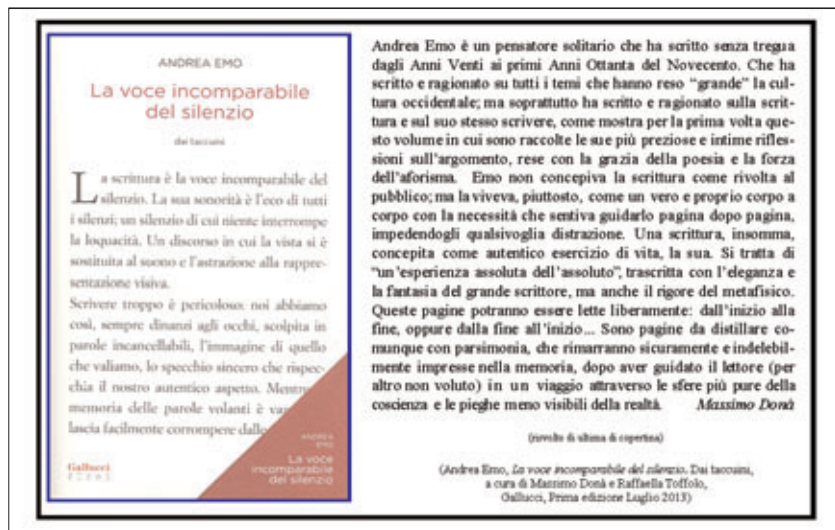 ANDREA EMO
La voce incomparabile
del silenzio
dai taccuini
La scrittura è la voce incomparabile del
silenzio. La sua sonorità è l'eco di tutti
i silenzi; un silenzio di cui niente interrompe
la loquacità. Un discorso in cui la vista si è
sostituita al suono e l'astrazione alla rappre-
sentazione visiva.
Scrivere troppo è pericoloso; noi abbiamo
così, sempre dinanzi agli occhi, scolpita in
parole incancellabili, l'immagine di quello
che valiamo, lo specchio sincero che rispec-
chia il nostro autentico aspetto. Mentre
memoria delle parole volanti è
lascia facilmente corrompere
ANDREA
EMO
La voce
incomparabile
del silenzio
Gallucci
Andrea Emo è un pensatore solitario che ha scritto senza tregua
dagli Anni Venti ai primi Anni Ottanta del Novecento. Che ha
scritto e ragionato su tutti i temi che hanno reso “grande” la cul-
tura occidentale; ma soprattutto ha scritto e ragionato sulla scrit-
tura e sul suo stesso scrivere, come mostra per la prima volta que-
sto volume in cui sono raccolte le sue più preziose e intime rifles-
sioni sull'argomento, rese con la grazia della poesia e la forza
dell'aforisma. Emo non concepiva la scrittura come rivolta al
pubblico; ma la viveva, piuttosto, come un vero e proprio corpo a
corpo con la necessità che sentiva guidarlo pagina dopo pagina,
impedendogli qualsivoglia distrazione. Una scrittura, insomma,
concepita come autentico esercizio di vita, la sua. Si tratta di
“un'esperienza assoluta dell'assoluto”, trascritta con l'eleganza e
la fantasia del grande scrittore, ma anche il rigore del metafisico.
Queste pagine potranno essere lette liberamente: dall'inizio alla
fine, oppure dalla fine all'inizio... Sono pagine da distillare co-
munque con parsimonia, che rimarranno sicuramente e indelebil-
mente impresse nella memoria, dopo aver guidato il lettore (per
altro non voluto) in un viaggio attraverso le sfere più pure della
coscienza e le pieghe meno visibili della realtà. Massimo Donà
(risvolto di ultima di copertina)
(Andrea Emo, La voce incomparabile del silenzio. Dai taccuini,
a cura di Massimo Donà e Raffaella Toffolo,
Gallucci, Prima edizione Luglio 2013)